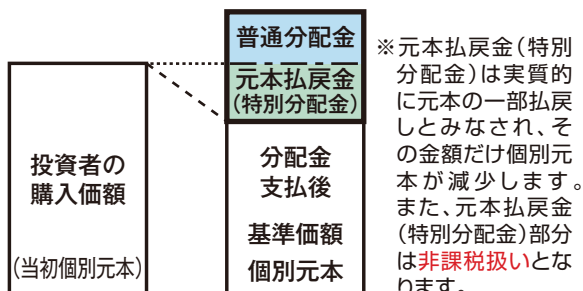 普通分配金
元本払戻金
(特別分配金)
投資者の
購入価額
(当初個別元本)
分配金
支払後
基準価額
個別元本
※元本払戻金(特別
分配金)は実質的
に元本の一部払戻
しとみなされ、そ
の金額だけ個別元
本が減少します。
また、元本払戻金
(特別分配金)部分
は非課税扱いとな
ります。